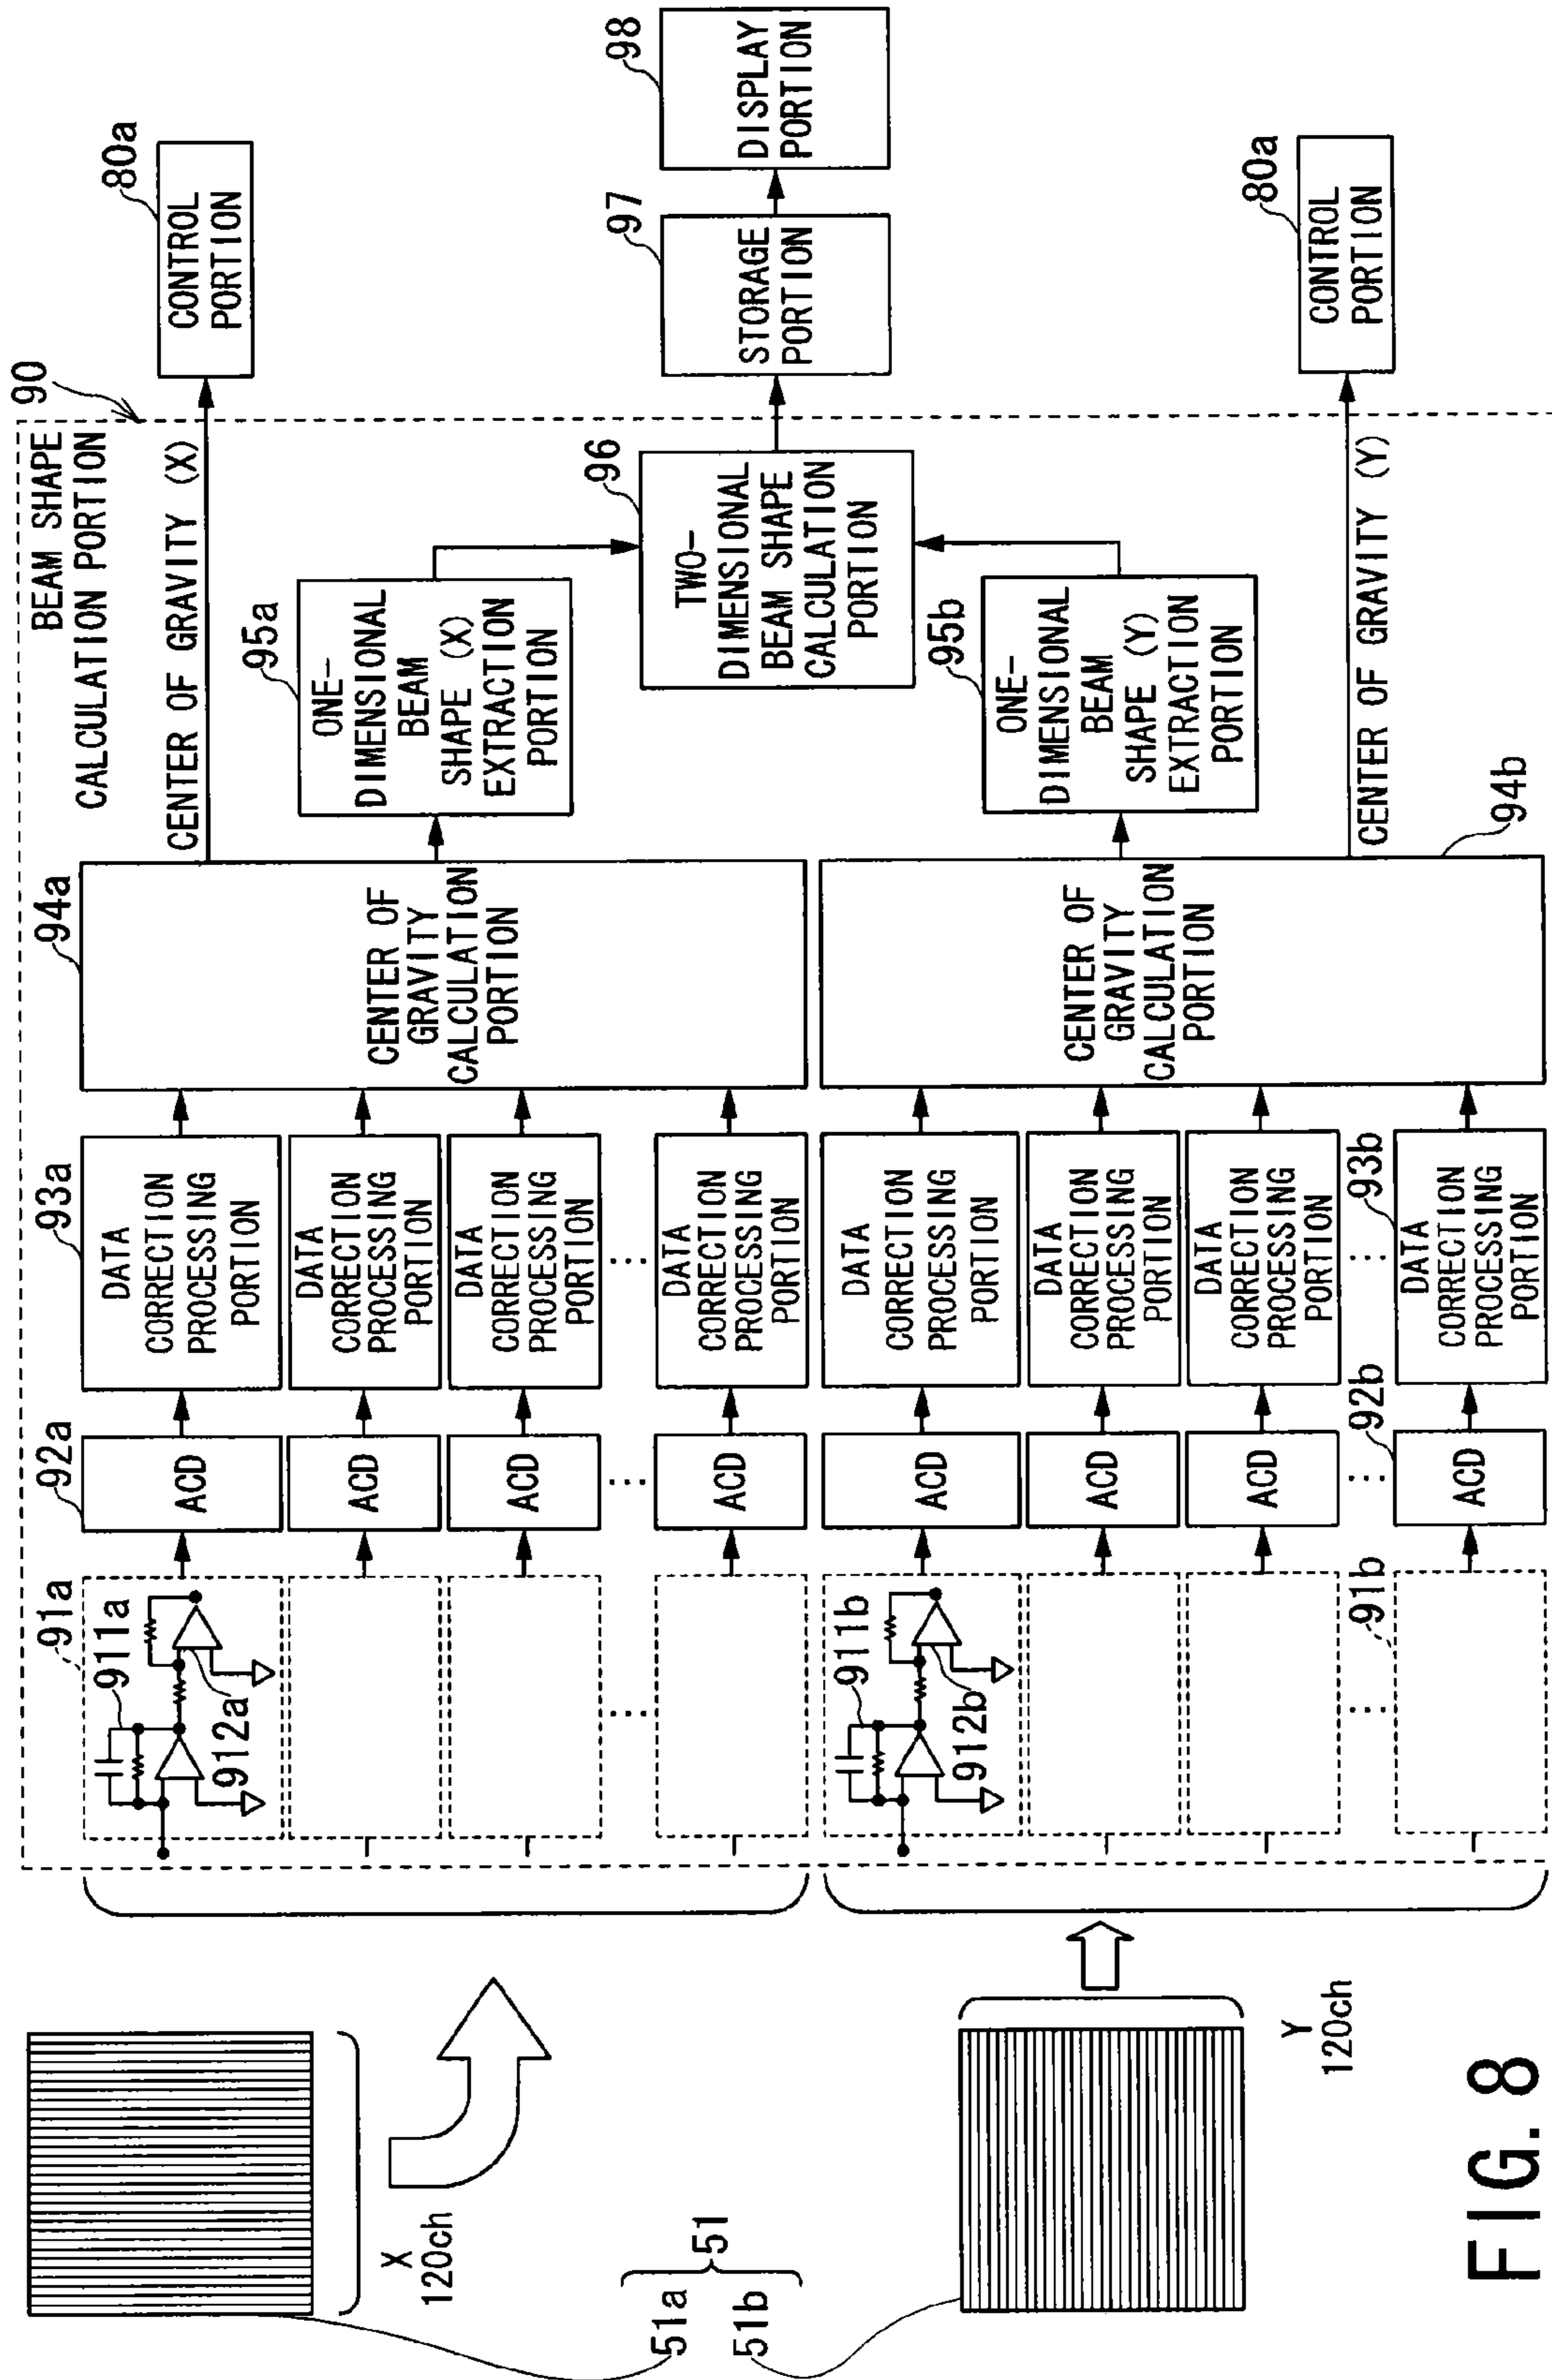 BEAM SHAPE
CALCULATION PORTION
90
51a
51b
51
X
120ch
Y
120ch
91a
911a
912a
...
911b
912b
...
91b
92a
ACD
ACD
ACD
...
ACD
ACD
ACD
ACD
...
92b
ACD
93a
DATA
CORRECTION
PROCESSING
PORTION
DATA
CORRECTION
PROCESSING
PORTION
DATA
CORRECTION
PROCESSING
PORTION
...
DATA
CORRECTION
PROCESSING
PORTION
DATA
CORRECTION
PROCESSING
PORTION
DATA
CORRECTION
PROCESSING
PORTION
DATA
CORRECTION
PROCESSING
PORTION
...
93b
DATA
CORRECTION
PROCESSING
PORTION
94a
CENTER OF
GRAVITY
CALCULATION
PORTION
CENTER OF
GRAVITY
CALCULATION
PORTION
94b
CENTER OF GRAVITY (X)
95a
ONE-
DIMENSIONAL
BEAM
SHAPE (X)
EXTRACTION
PORTION
95b
ONE-
DIMENSIONAL
BEAM
SHAPE (Y)
EXTRACTION
PORTION
CENTER OF GRAVITY (Y)
96
TWO-
DIMENSIONAL
BEAM SHAPE
CALCULATION
PORTION
80a
CONTROL
PORTION
97
STORAGE
PORTION
98
DISPLAY
PORTION
80a
CONTROL
PORTION
FIG. 8